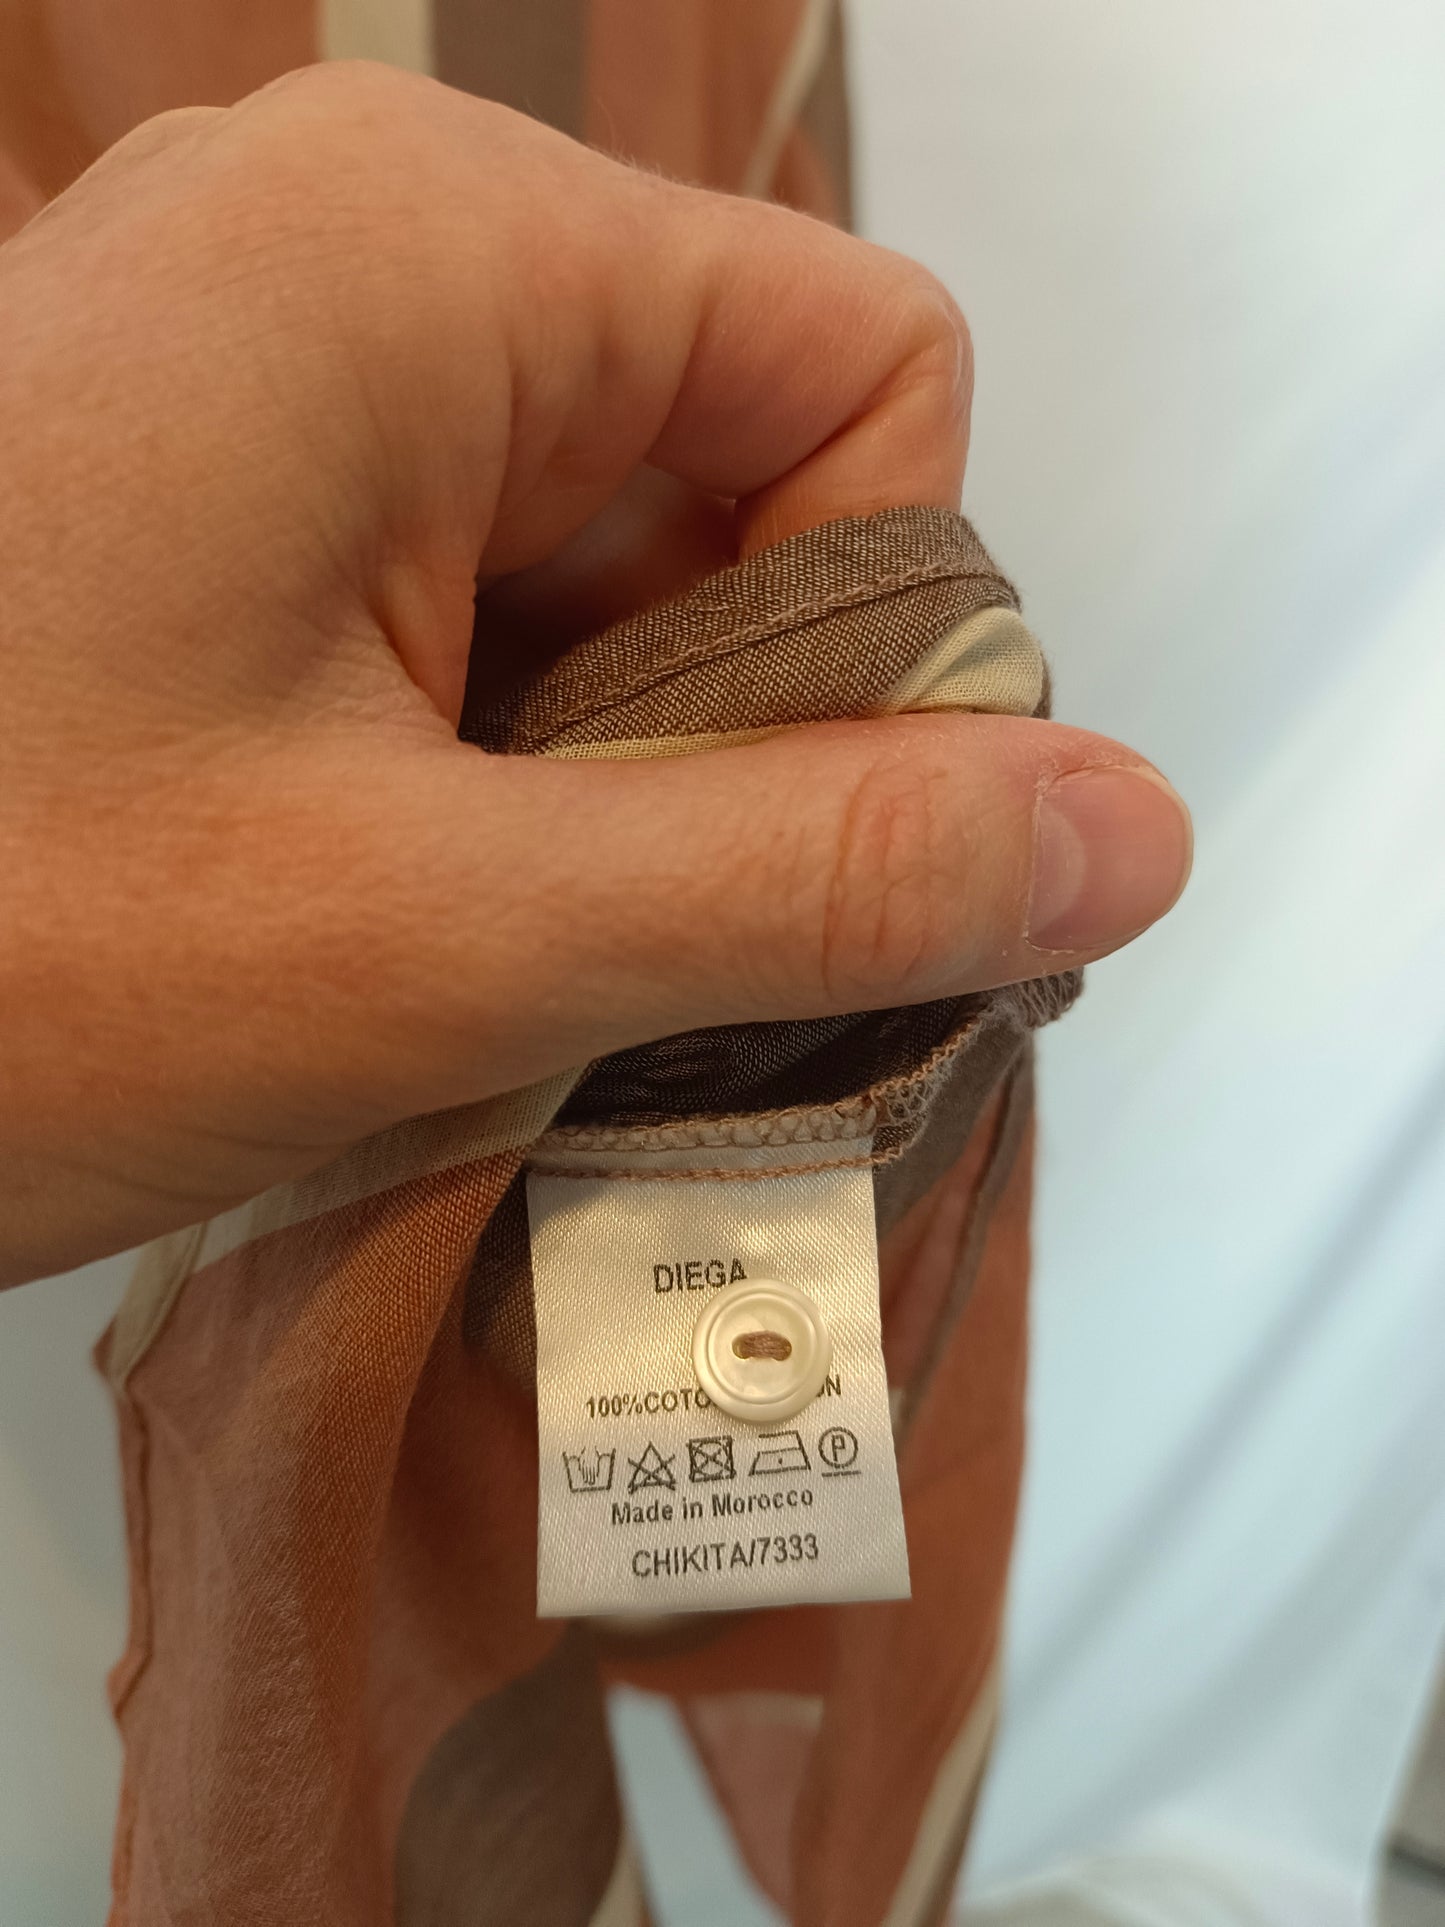 DIEGA
100%COTO
Made in Morocco
CHIKITA/7333